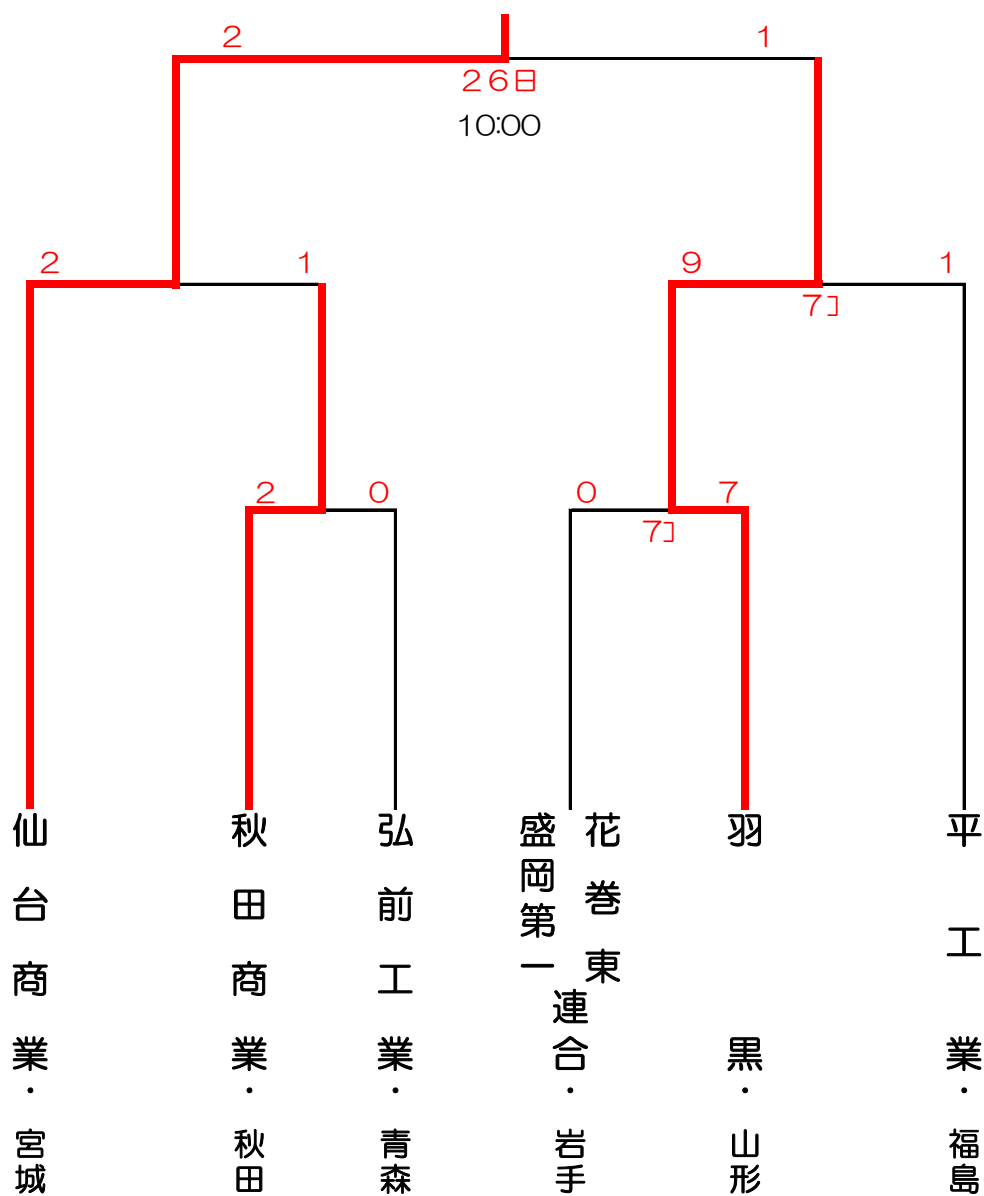 2
1
26日
10:00
2
1
9
1
7コ
2
0
0
7
7コ
仙台商業・宮城
秋田商業・秋田
弘前工業・青森
花巻東
盛岡第一
連合・岩手
羽黒・山形
平工業・福島